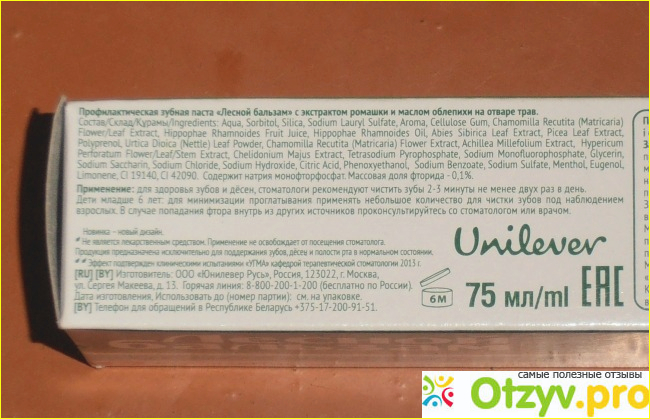 Профилактическая зубная паста «Лесной бальзам» с экстрактом ромашки и маслом облепихи на отваре трав.
Состав/Склад/Курамы/Ingredients: Aqua, Sorbitol, Silica, Sodium Lauryl Sulfate, Aroma, Cellulose Gum, Chamomilla Recutita (Matricaria)
Flower/Leaf Extract, Hippophae Rhamnoides Fruit Juice, Hippophae Rhamnoides Oil, Abies Sibirica Leaf Extract, Picea Leaf Extract,
Polyprenol, Urtica Dioica (Nettle) Leaf Powder, Chamomilla Recutita (Matricaria) Flower Extract, Achillea Millefolium Extract, Hypericum
Perforatum Flower/Leaf/Stem Extract, Chelidonium Majus Extract, Tetrasodium Pyrophosphate, Sodium Monofluorophosphate, Glycerin,
Sodium Saccharin, Sodium Chloride, Sodium Hydroxide, Citric Acid, Phenoxyethanol, Sodium Benzoate, Sodium Sulfate, Menthol, Eugenol,
Limonene, CI 19140, CI 42090. Содержит натрия монофторфосфат. Массовая доля фторида - 0,1%.
Применение: для здоровья зубов и дёсен, стоматологи рекомендуют чистить зубы 2-3 минуты не менее двух раз в день.
Дети младше 6 лет: для минимизации проглатывания применять небольшое количество для чистки зубов под наблюдением
взрослых. В случае попадания фтора внутрь из других источников проконсультируйтесь со стоматологом или врачом.
Новинка – новый дизайн.
* Не является лекарственным средством. Применение не освобождает от посещения стоматолога.
Продукция предназначена исключительно для поддержания зубов, дёсен и полости рта в нормальном состоянии.
**Эффект подтвержден клиническими испытаниями «УГМА» кафедрой терапевтической стоматологии 2013 г.
[RU] [BY] Изготовитель: ООО «Юнилевер Русь», Россия, 123022, г. Москва,
ул. Сергея Макеева, д. 13. Горячая линия: 8-800-200-1-200 (бесплатно по России).
Дата изготовления, Использовать до (номер партии): см. на упаковке.
[BY] Телефон для обращений в Республике Беларусь +375-17-200-91-51.
Unilever
6M
75 мл/ml
EAC
самые полезные отзывы
Otzyv.pro